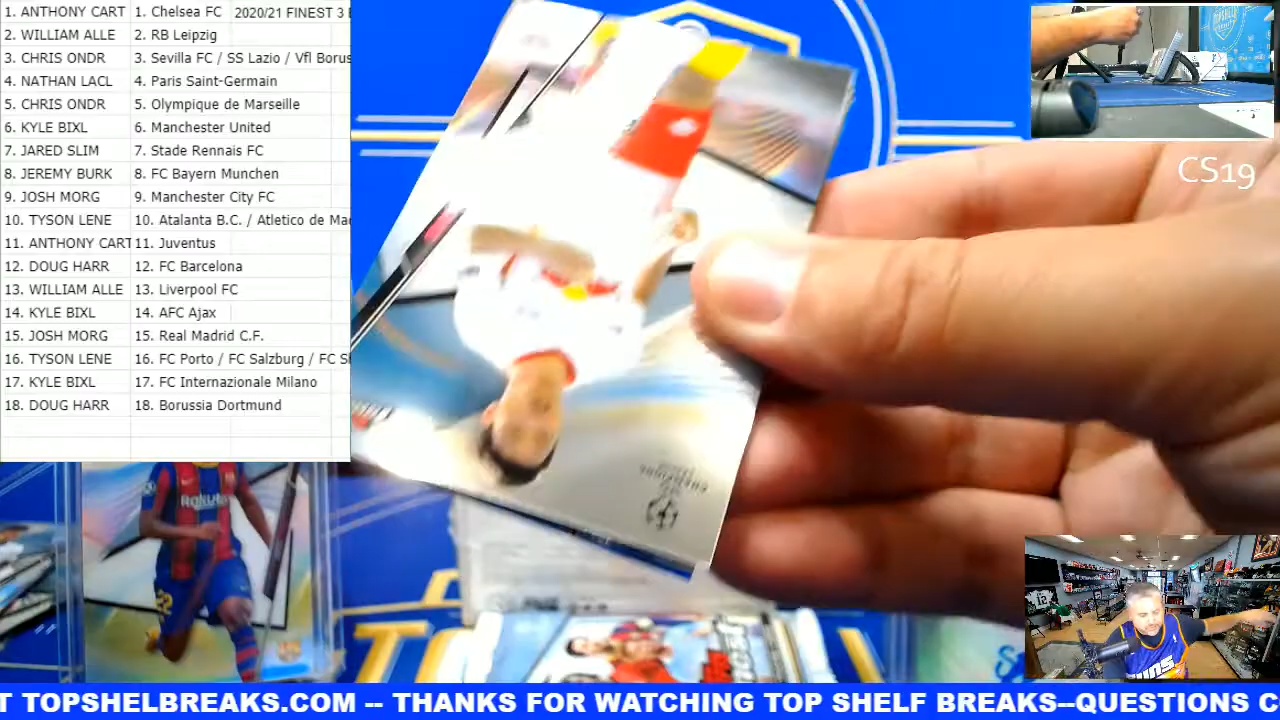 1. ANTHONY CART 1. Chelsea FC 2020/21 FINEST 3
2. WILLIAM ALLE 2. RB Leipzig
3. CHRIS ONDR 3. Sevilla FC / SS Lazio / Vfl Borus
4. NATHAN LACL 4. Paris Saint-Germain
5. CHRIS ONDR 5. Olympique de Marseille
6. KYLE BIXL 6. Manchester United
7. JARED SLIM 7. Stade Rennais FC
8. JEREMY BURK 8. FC Bayern Munchen
9. JOSH MORG 9. Manchester City FC
10. TYSON LENE 10. Atalanta B.C. / Atletico de Mad
11. ANTHONY CART 11. Juventus
12. DOUG HARR 12. FC Barcelona
13. WILLIAM ALLE 13. Liverpool FC
14. KYLE BIXL 14. AFC Ajax
15. JOSH MORG 15. Real Madrid C.F.
16. TYSON LENE 16. FC Porto / FC Salzburg / FC S
17. KYLE BIXL 17. FC Internazionale Milano
18. DOUG HARR 18. Borussia Dortmund
CS19
T TOPSHELBREAKS.COM -- THANKS FOR WATCHING TOP SHELF BREAKS--QUESTIONS C